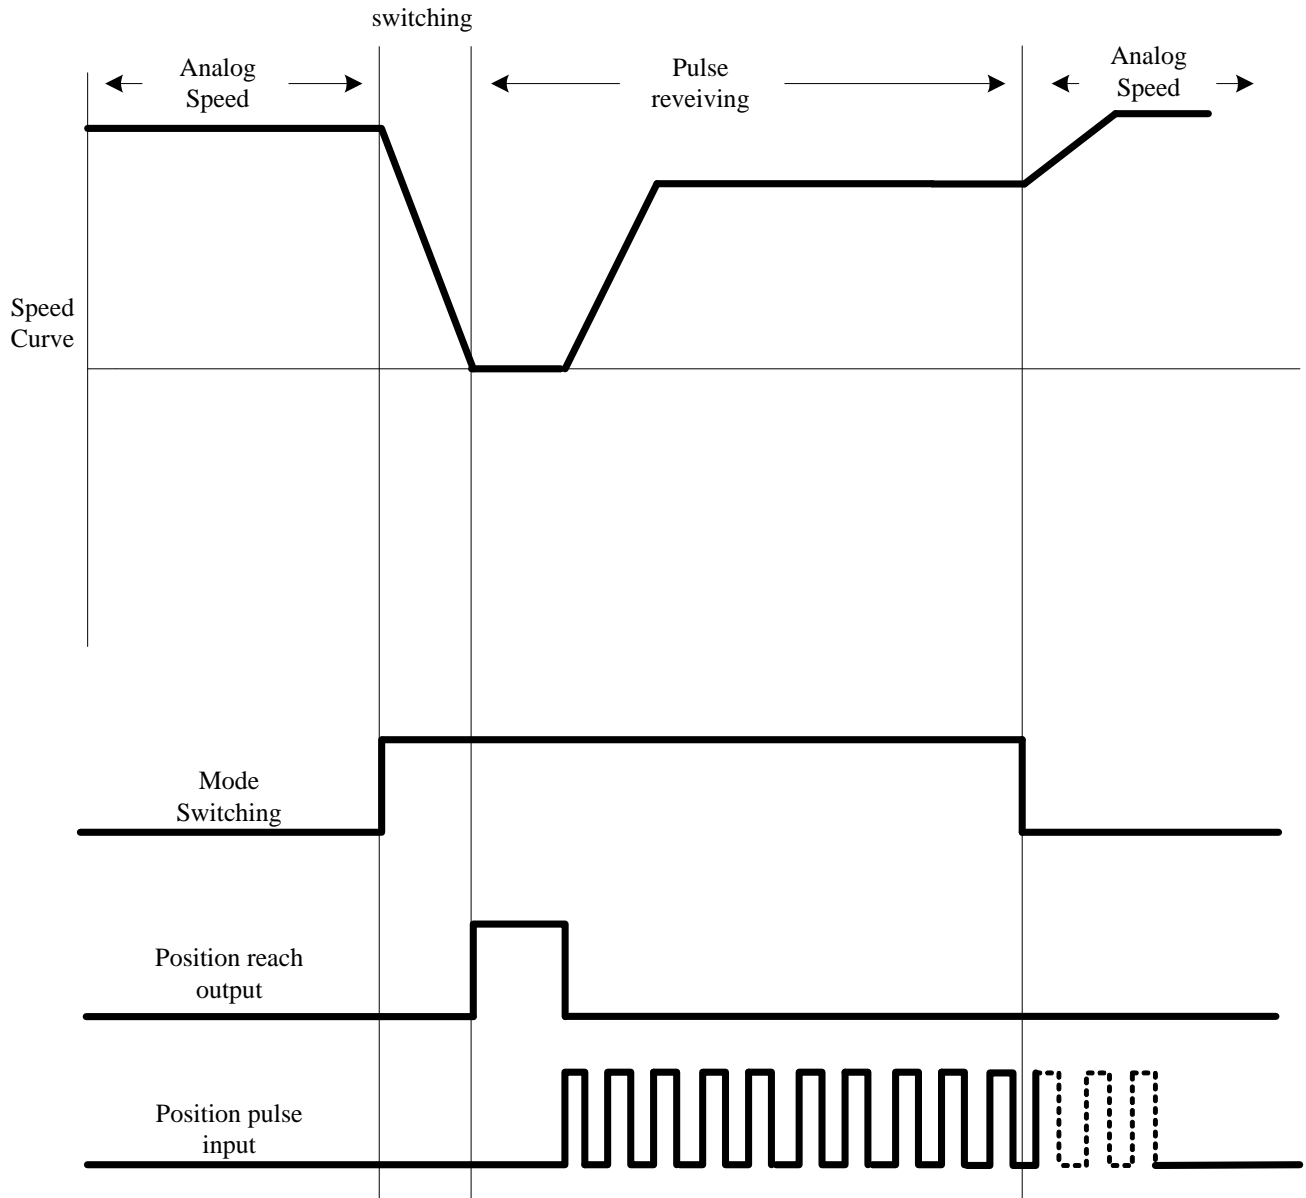 switching
Analog
Speed
Pulse
reveiving
Analog
Speed
Speed
Curve
Mode
Switching
Position reach
output
Position pulse
input